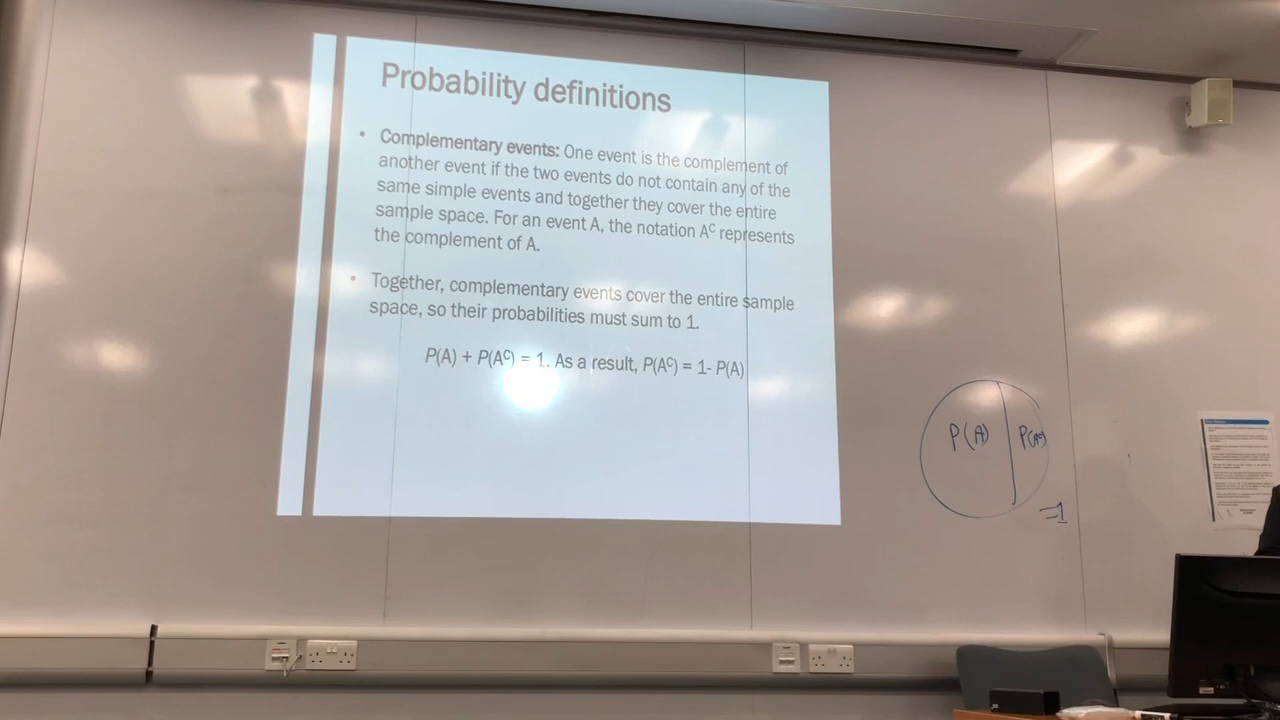 Probability definitions
• Complementary events: One event is the complement of
another event if the two events do not contain any of the
same simple events and together they cover the entire
sample space. For an event A, the notation Aᶜ represents
the complement of A.
• Together, complementary events cover the entire sample
space, so their probabilities must sum to 1.
P(A) + P(Aᶜ) = 1. As a result, P(Aᶜ) = 1- P(A)
P(A) P(Aᶜ)
=1